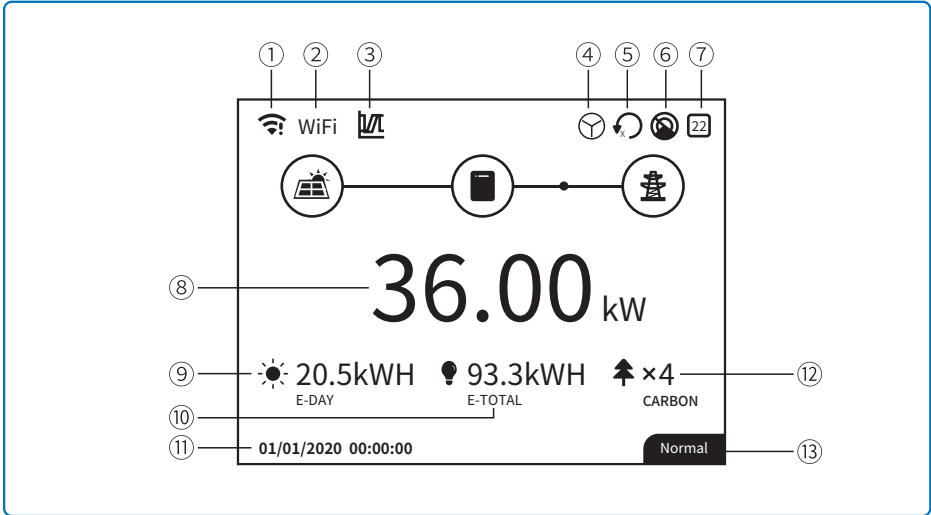 ① ② ③ ④ ⑤ ⑥ ⑦
WiFi x 22
⑧ 36.00 kW
⑨ 20.5kWH 93.3kWH ×4 ⑫
E-DAY E-TOTAL CARBON
⑩
⑪ 01/01/2020 00:00:00 Normal ⑬